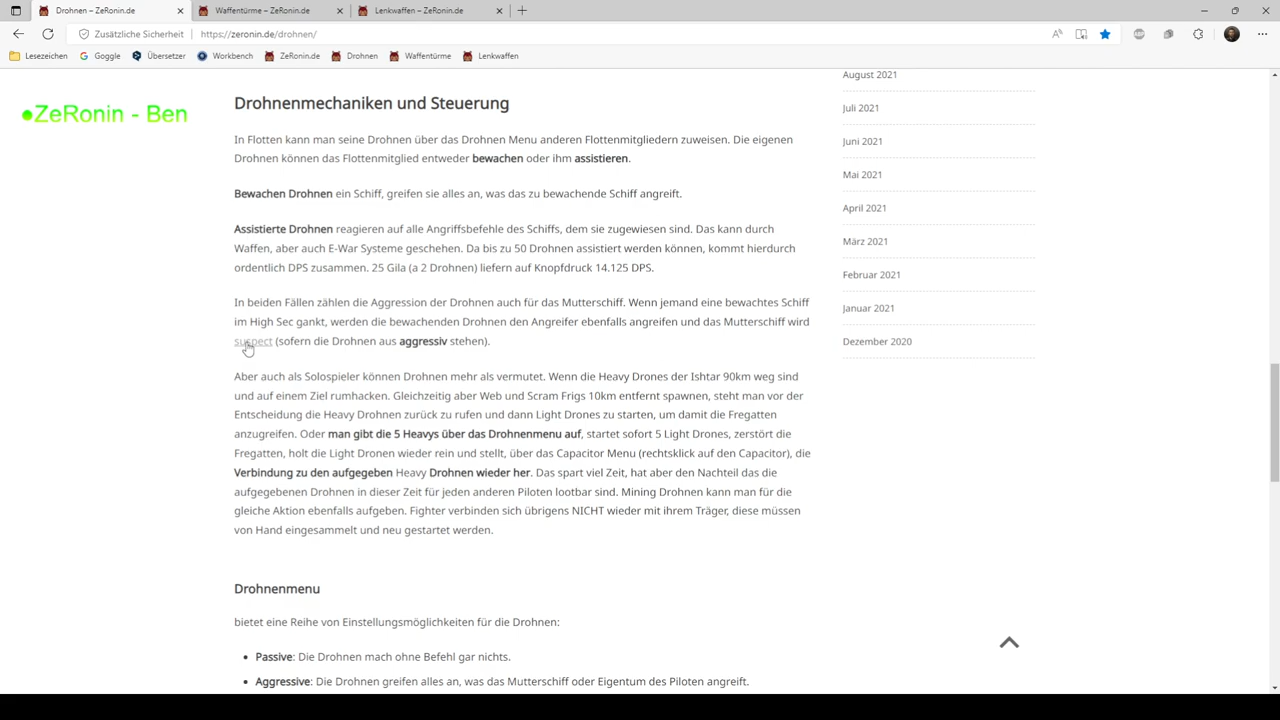 Drohnen – ZeRonin.de
Waffentürme – ZeRonin.de
Lenkwaffen – ZeRonin.de
Zusätzliche Sicherheit
https://zeronin.de/drohnen/
Lesezeichen
Goggle
Übersetzer
Workbench
ZeRonin.de
Drohnen
Waffentürme
Lenkwaffen
ZeRonin - Ben
Drohnenmechaniken und Steuerung
In Flotten kann man seine Drohnen über das Drohnen Menu anderen Flottenmitgliedern zuweisen. Die eigenen
Drohnen können das Flottenmitglied entweder bewachen oder ihm assistieren.
Bewachen Drohnen ein Schiff, greifen sie alles an, was das zu bewachende Schiff angreift.
Assistierte Drohnen reagieren auf alle Angriffsbefehle des Schiffs, dem sie zugewiesen sind. Das kann durch
Waffen, aber auch E-War Systeme geschehen. Da bis zu 50 Drohnen assistiert werden können, kommt hierdurch
ordentlich DPS zusammen. 25 Gila (a 2 Drohnen) liefern auf Knopfdruck 14.125 DPS.
In beiden Fällen zählen die Aggression der Drohnen auch für das Mutterschiff. Wenn jemand eine bewachtes Schiff
im High Sec gankt, werden die bewachenden Drohnen den Angreifer ebenfalls angreifen und das Mutterschiff wird
suspect (sofern die Drohnen aus aggressiv stehen).
Aber auch als Solospieler können Drohnen mehr als vermutet. Wenn die Heavy Drones der Ishtar 90km weg sind
und auf einem Ziel rumhacken. Gleichzeitig aber Web und Scram Frigs 10km entfernt spawnen, steht man vor der
Entscheidung die Heavy Drohnen zurück zu rufen und dann Light Drones zu starten, um damit die Fregatten
anzugreifen. Oder man gibt die 5 Heavys über das Drohnenmenu auf, startet sofort 5 Light Drones, zerstört die
Fregatten, holt die Light Dronen wieder rein und stellt, über das Capacitor Menu (rechtsklick auf den Capacitor), die
Verbindung zu den aufgegeben Heavy Drohnen wieder her. Das spart viel Zeit, hat aber den Nachteil das die
aufgegebenen Drohnen in dieser Zeit für jeden anderen Piloten lootbar sind. Mining Drohnen kann man für die
gleiche Aktion ebenfalls aufgeben. Fighter verbinden sich übrigens NICHT wieder mit ihrem Träger, diese müssen
von Hand eingesammelt und neu gestartet werden.
Drohnenmenu
bietet eine Reihe von Einstellungsmöglichkeiten für die Drohnen:
• Passive: Die Drohnen mach ohne Befehl gar nichts.
• Aggressive: Die Drohnen greifen alles an, was das Mutterschiff oder Eigentum des Piloten angreift.
August 2021
Juli 2021
Juni 2021
Mai 2021
April 2021
März 2021
Februar 2021
Januar 2021
Dezember 2020